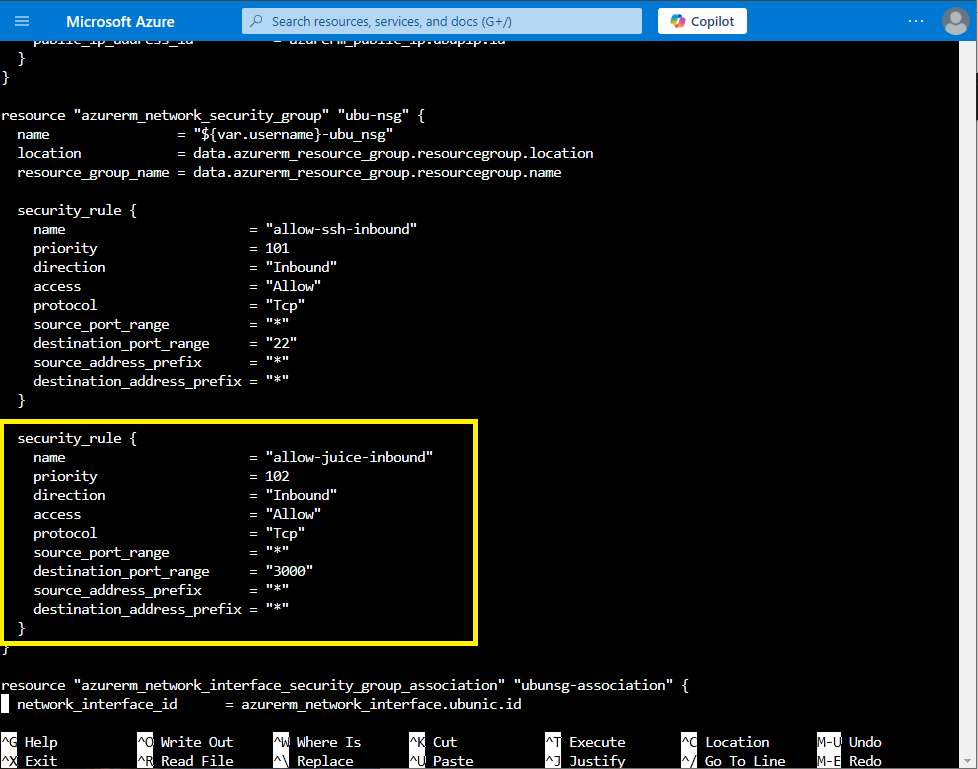 Microsoft Azure
Search resources, services, and docs (G+/)
Copilot
public_ip_address_id          = azurerm_public_ip.ubupip.id
  }
}
resource "azurerm_network_security_group" "ubu-nsg" {
  name                = "${var.username}-ubu_nsg"
  location            = data.azurerm_resource_group.resourcegroup.location
  resource_group_name = data.azurerm_resource_group.resourcegroup.name
  security_rule {
    name                       = "allow-ssh-inbound"
    priority                   = 101
    direction                  = "Inbound"
    access                     = "Allow"
    protocol                   = "Tcp"
    source_port_range          = "*"
    destination_port_range     = "22"
    source_address_prefix      = "*"
    destination_address_prefix = "*"
  }
  security_rule {
    name                       = "allow-juice-inbound"
    priority                   = 102
    direction                  = "Inbound"
    access                     = "Allow"
    protocol                   = "Tcp"
    source_port_range          = "*"
    destination_port_range     = "3000"
    source_address_prefix      = "*"
    destination_address_prefix = "*"
  }
}
resource "azurerm_network_interface_security_group_association" "ubunsg-association" {
  network_interface_id      = azurerm_network_interface.ubunic.id
^G Help ^O Write Out ^W Where Is ^K Cut ^T Execute ^C Location M-U Undo
^X Exit ^R Read File ^\ Replace ^U Paste ^J Justify ^/ Go To Line M-E Redo